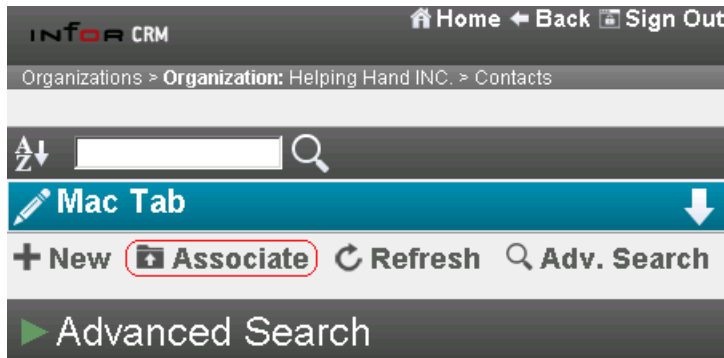 INFOR CRM Home Back Sign Out
Organizations > Organization: Helping Hand INC. > Contacts
AZ
Mac Tab
New Associate Refresh Adv. Search
Advanced Search